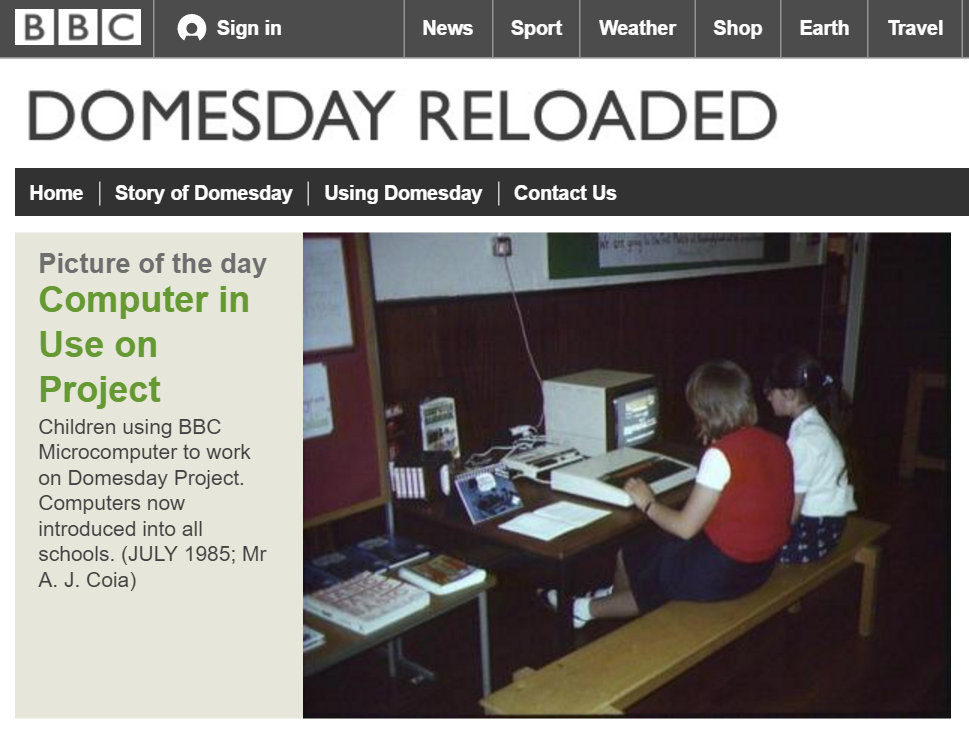 BBC
Sign in
News
Sport
Weather
Shop
Earth
Travel
DOMESDAY RELOADED
Home
Story of Domesday
Using Domesday
Contact Us
Picture of the day
Computer in
Use on
Project
Children using BBC
Microcomputer to work
on Domesday Project.
Computers now
introduced into all
schools. (JULY 1985; Mr
A. J. Coia)